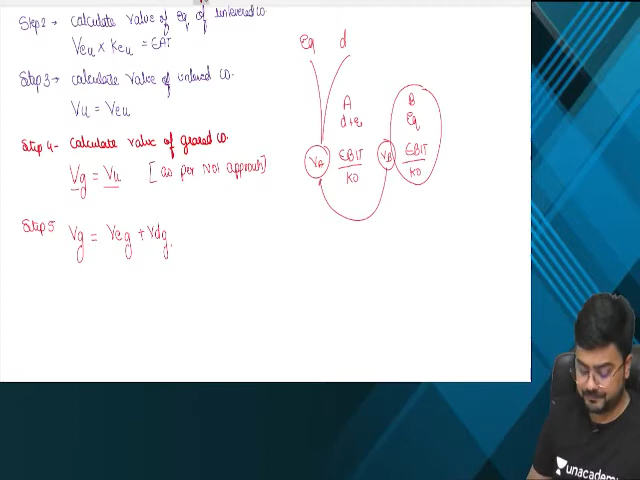 Step 2 → calculate value of eq of unlevered co.
Veu × Keu = EAT
Step 3 → calculate value of unlevered co.
Vu = Veu
Step 4 - calculate value of geared co.
Vg = Vu [as per NOI approach]
Step 5
Vg = Veg + Vdg
Eq d
A
d+e
VA
EBIT
KO
B
Eq
VB
EBIT
KO
unacademy